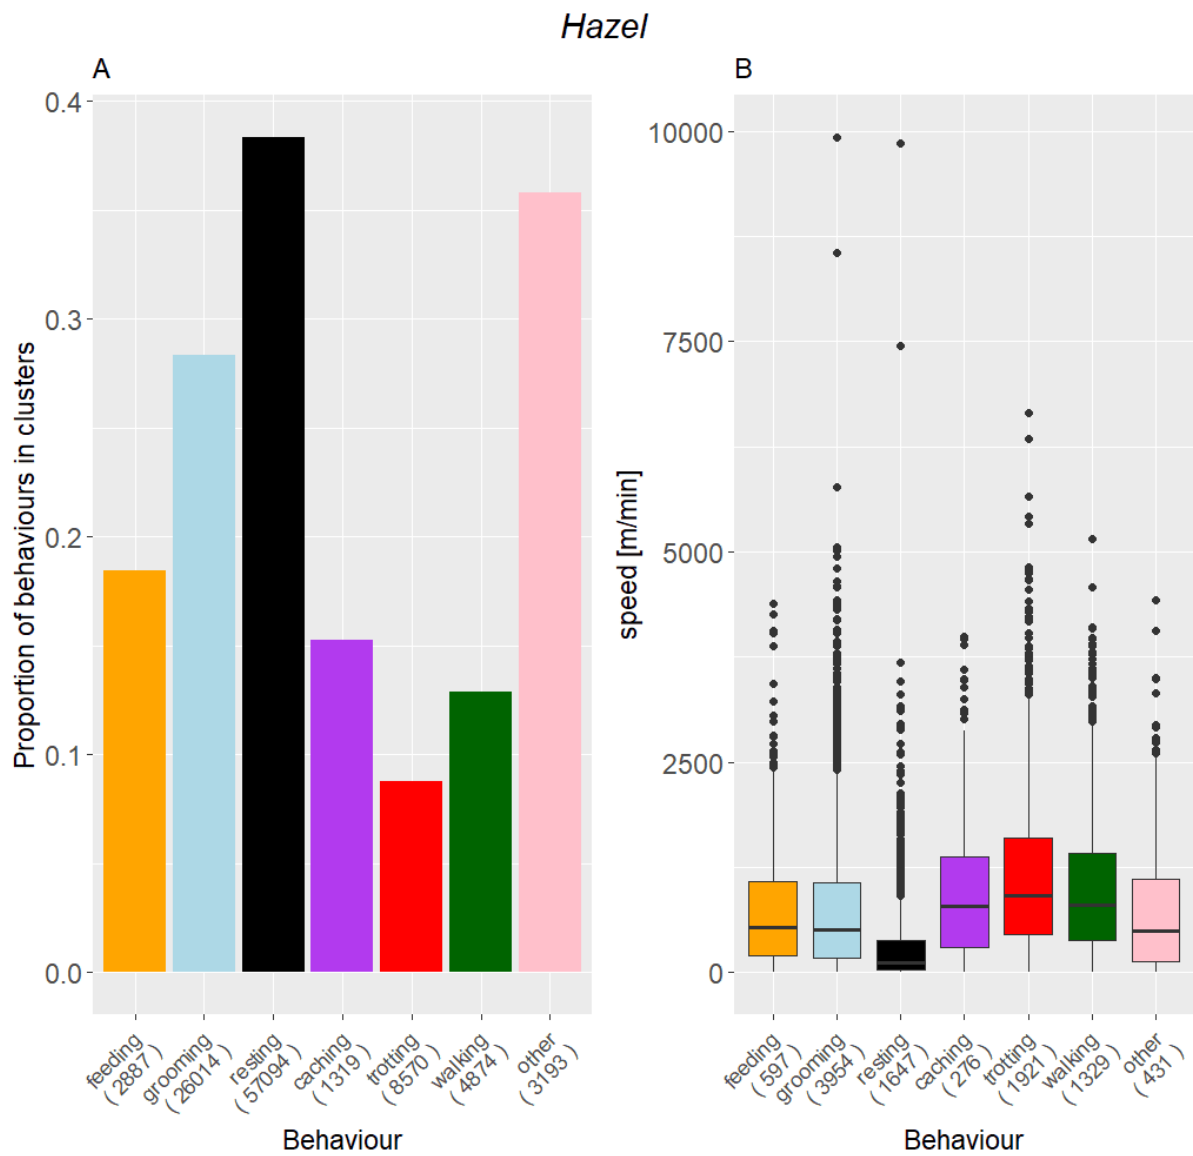 Hazel
A
Proportion of behaviours in clusters
0.4
0.3
0.2
0.1
0.0
feeding
( 2887 )
grooming
( 26014 )
resting
( 57094 )
caching
( 1319 )
trotting
( 8570 )
walking
( 4874 )
other
( 3193 )
Behaviour
B
speed [m/min]
10000
7500
5000
2500
0
feeding
( 597 )
grooming
( 3954 )
resting
( 1647 )
caching
( 276 )
trotting
( 1921 )
walking
( 1329 )
other
( 431 )
Behaviour